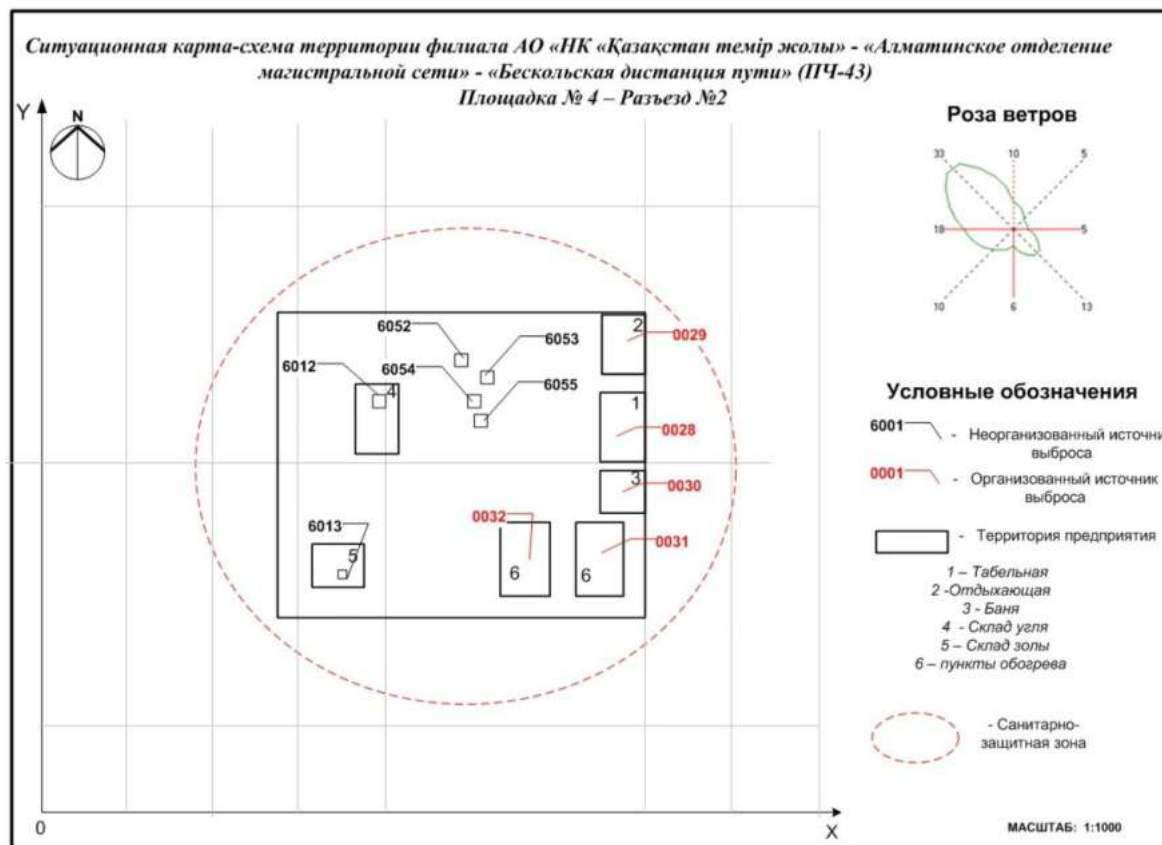 Ситуационная карта-схема территории филиала АО «НК «Қазақстан темір жолы» - «Алматинское отделение
магистральной сети» - «Бескольская дистанция пути» (ПЧ-43)
Площадка № 4 – Разъезд №2
Y
N
Роза ветров
33
10
5
18
5
10
6
13
6052
6053
2
0029
6012
6054
6055
4
1
0028
3
0030
0032
6013
0031
5
6
6
Условные обозначения
6001 - Неорганизованный источни
выброса
0001 - Организованный источник
выброса
- Территория предприятия
1 – Табельная
2 -Отдыхающая
3 - Баня
4 - Склад угля
5 – Склад золы
6 – пункты обогрева
- Санитарно-
защитная зона
0
X
МАСШТАБ: 1:1000